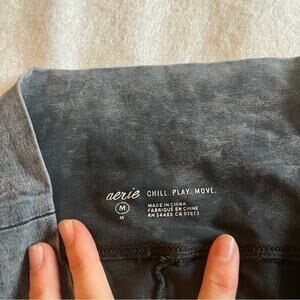 aerie CHILL. PLAY. MOVE.
M MADE IN CHINA
M FABRIQUÉ EN CHINE
RN 54485 CA 03873